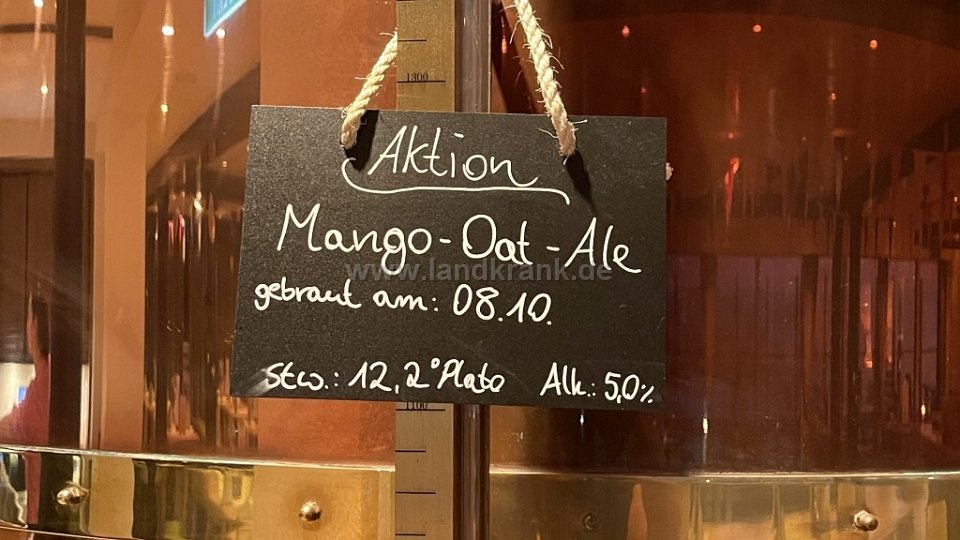 1300
Aktion
Mango-Oat-Ale
www.landkrank.de
gebraut am: 08.10.
Stw.: 12,2°Plato Alk.: 5,0%
1100